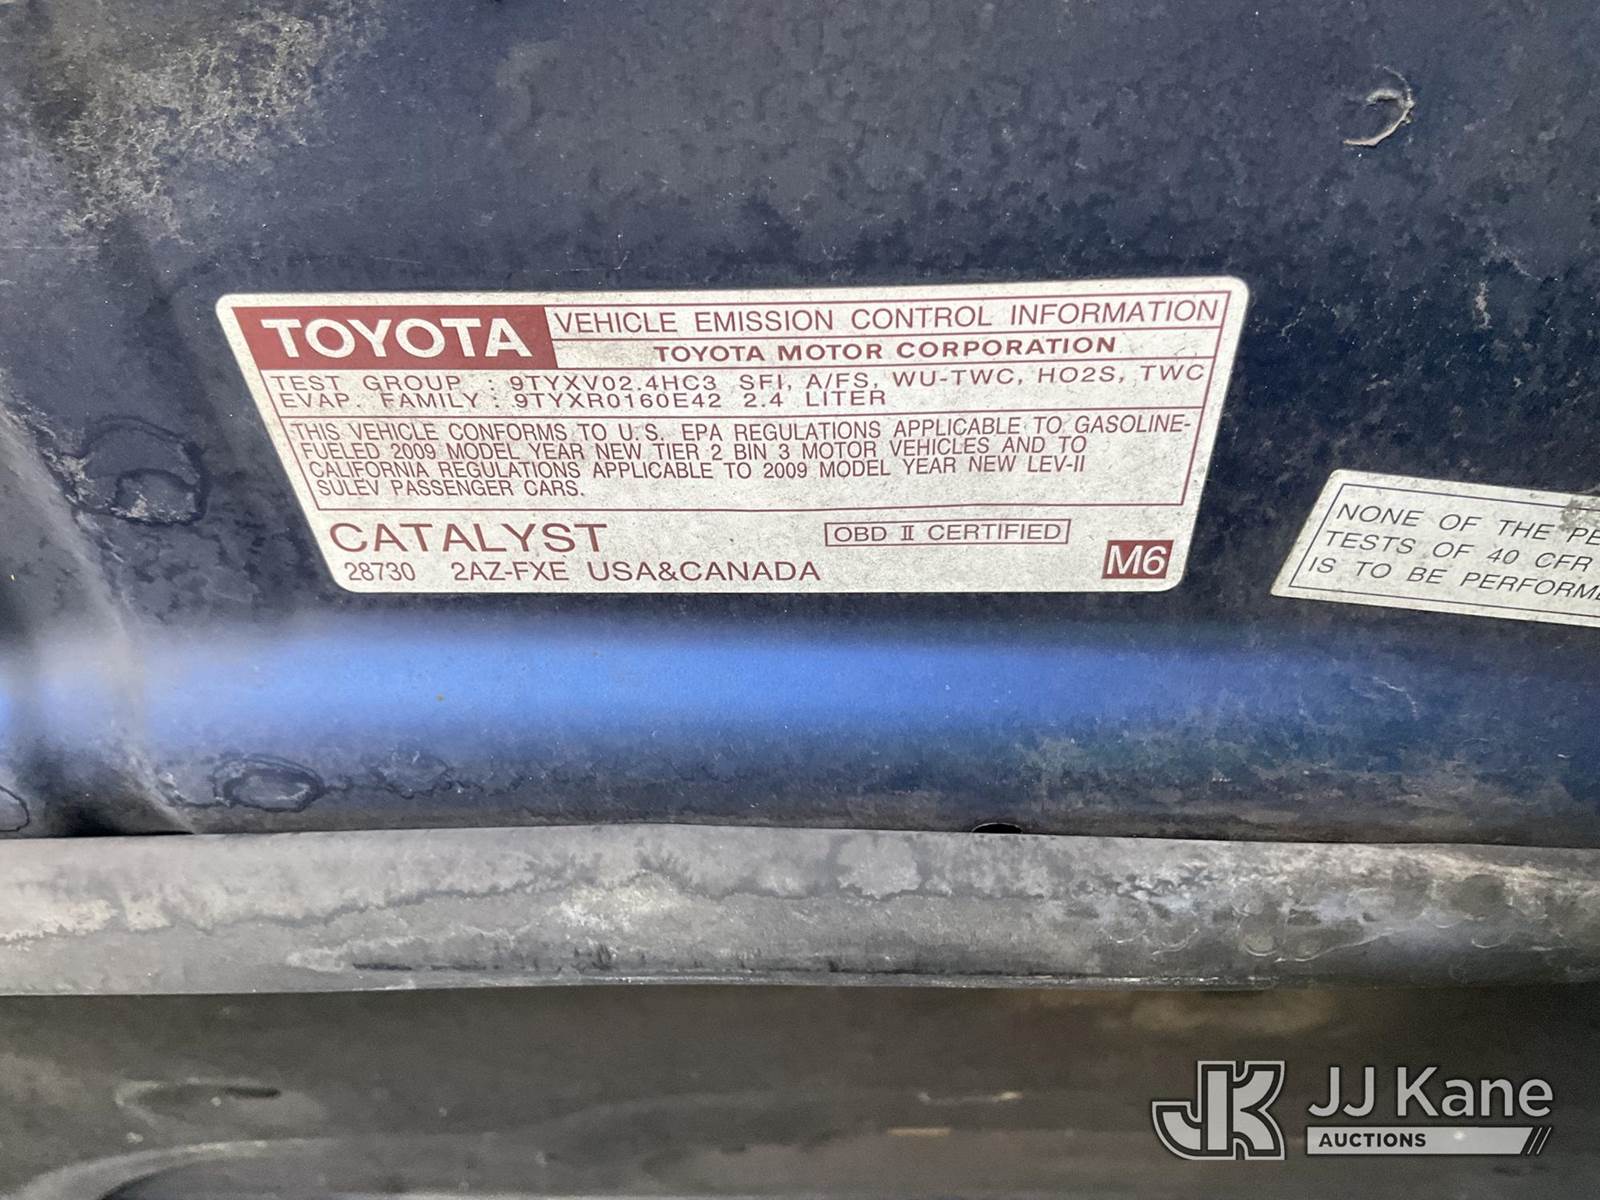 TOYOTA VEHICLE EMISSION CONTROL INFORMATION
TOYOTA MOTOR CORPORATION
TEST GROUP : 9TYXV02.4HC3 SFI, A/FS, WU-TWC, HO2S, TWC
EVAP. FAMILY : 9TYXR0160E42 2.4 LITER
THIS VEHICLE CONFORMS TO U.S. EPA REGULATIONS APPLICABLE TO GASOLINE-
FUELED 2009 MODEL YEAR NEW TIER 2 BIN 3 MOTOR VEHICLES AND TO
CALIFORNIA REGULATIONS APPLICABLE TO 2009 MODEL YEAR NEW LEV-II
SULEV PASSENGER CARS.
CATALYST OBD II CERTIFIED
28730 2AZ-FXE USA&CANADA M6
NONE OF THE PE
TESTS OF 40 CFR
IS TO BE PERFORME
JK JJ Kane
AUCTIONS